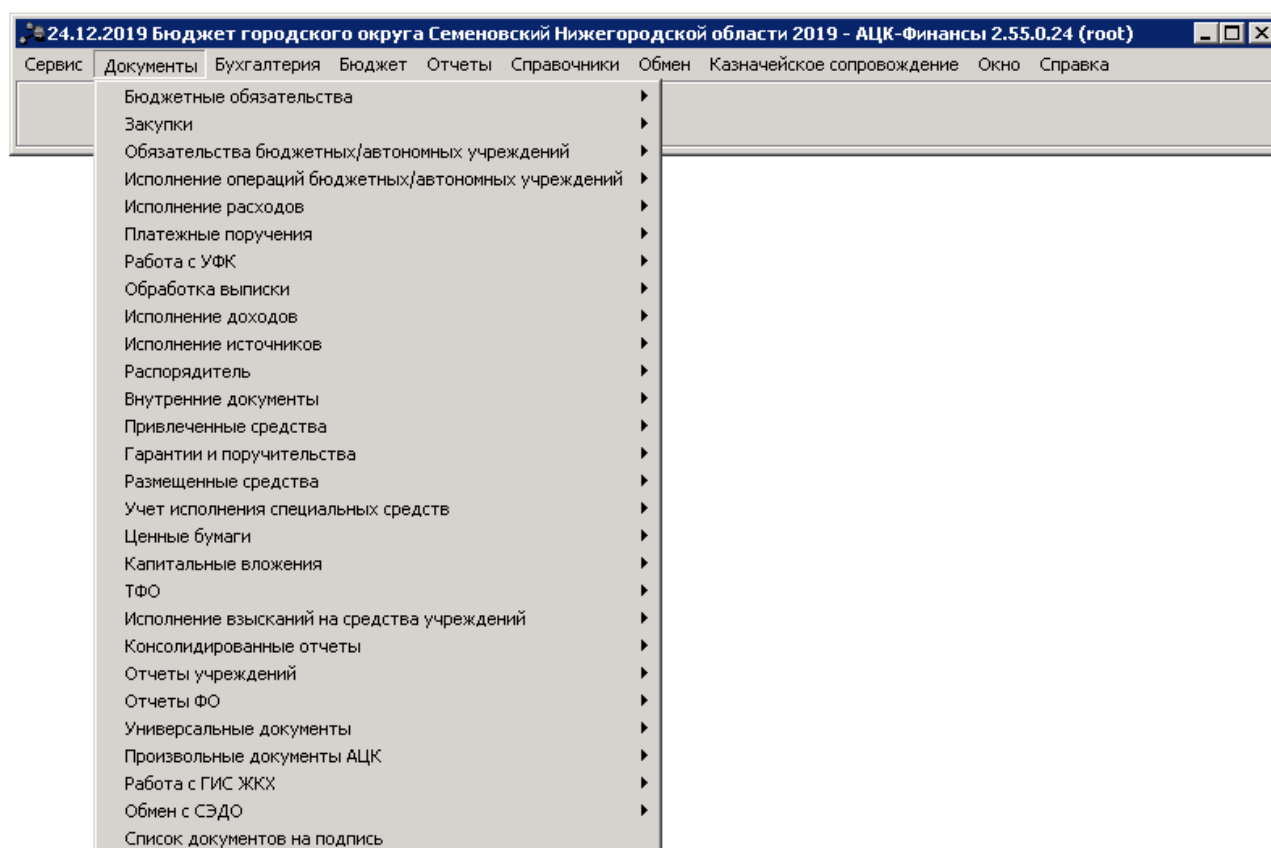 24.12.2019 Бюджет городского округа Семеновский Нижегородской области 2019 - АЦК-Финансы 2.55.0.24 (root)
Сервис Документы Бухгалтерия Бюджет Отчеты Справочники Обмен Казначейское сопровождение Окно Справка
Бюджетные обязательства
Закупки
Обязательства бюджетных/автономных учреждений
Исполнение операций бюджетных/автономных учреждений
Исполнение расходов
Платежные поручения
Работа с УФК
Обработка выписки
Исполнение доходов
Исполнение источников
Распорядитель
Внутренние документы
Привлеченные средства
Гарантии и поручительства
Размещенные средства
Учет исполнения специальных средств
Ценные бумаги
Капитальные вложения
ТФО
Исполнение взысканий на средства учреждений
Консолидированные отчеты
Отчеты учреждений
Отчеты ФО
Универсальные документы
Произвольные документы АЦК
Работа с ГИС ЖКХ
Обмен с СЭДО
Список документов на подпись